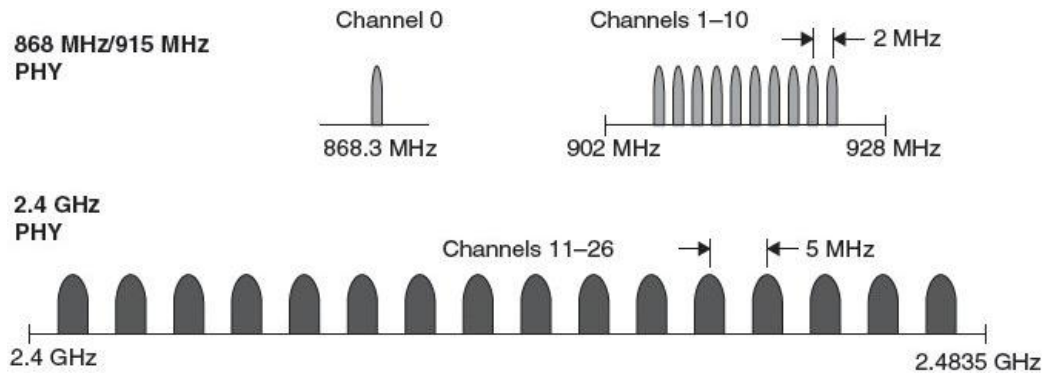 Channel 0
Channels 1–10
868 MHz/915 MHz
PHY
2 MHz
868.3 MHz
902 MHz
928 MHz
2.4 GHz
PHY
Channels 11–26
5 MHz
2.4 GHz
2.4835 GHz